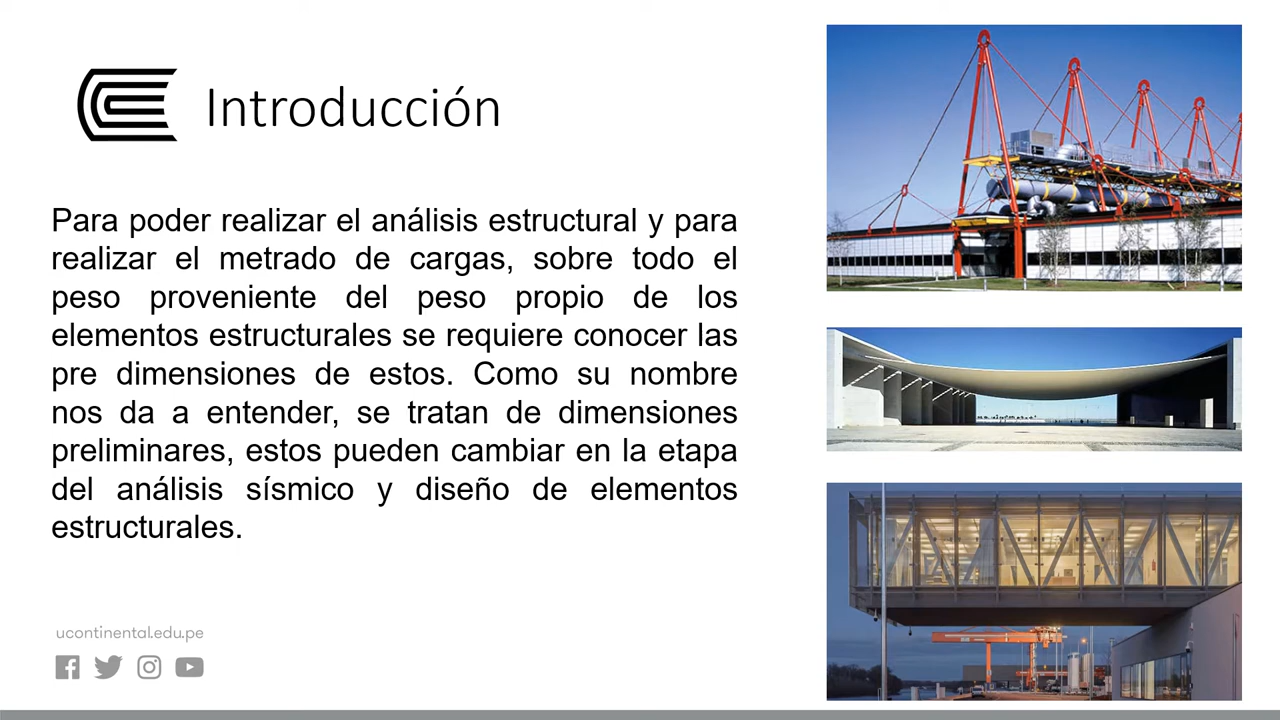 Introducción
Para poder realizar el análisis estructural y para
realizar el metrado de cargas, sobre todo el
peso proveniente del peso propio de los
elementos estructurales se requiere conocer las
pre dimensiones de estos. Como su nombre
nos da a entender, se tratan de dimensiones
preliminares, estos pueden cambiar en la etapa
del análisis sísmico y diseño de elementos
estructurales.
ucontinental.edu.pe